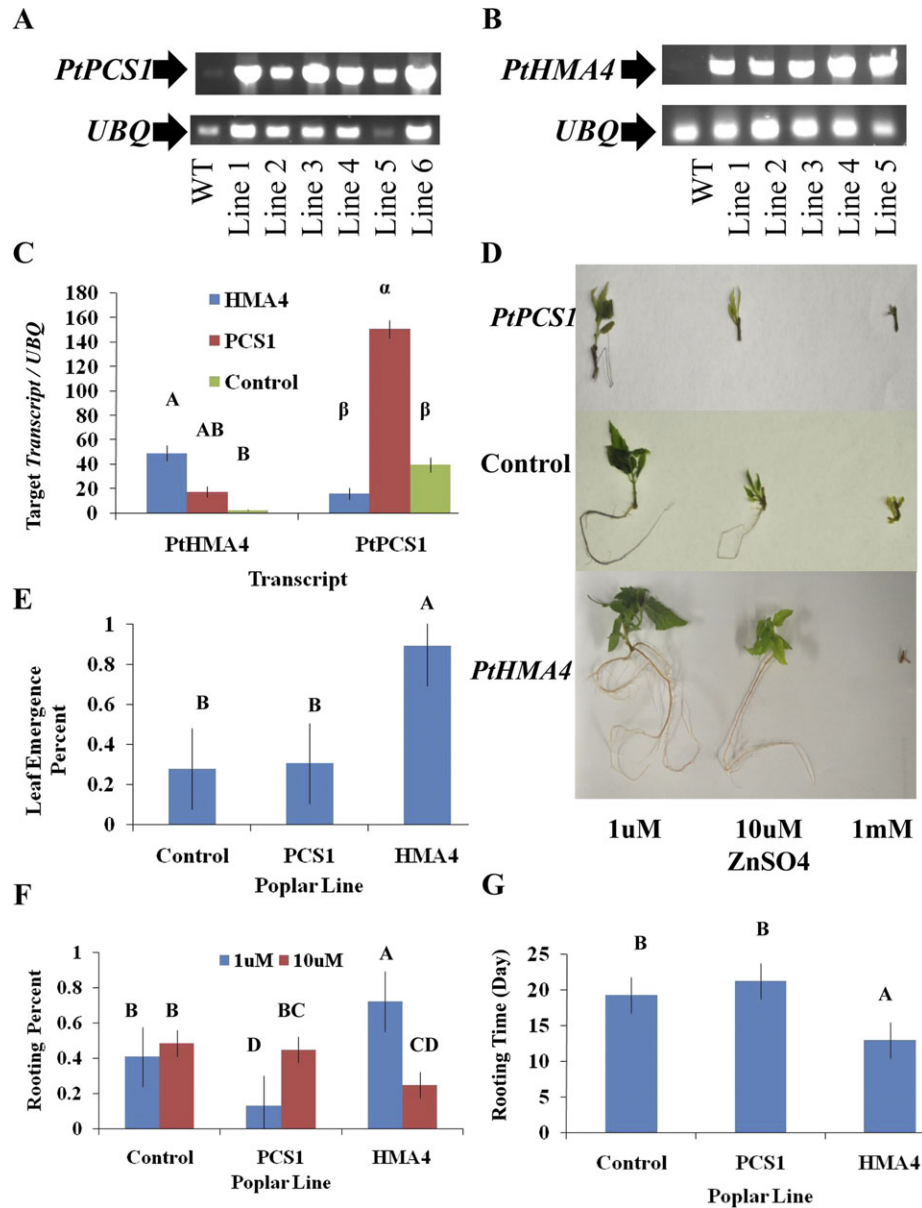 A
PtPCS1
UBQ
WT
Line 1
Line 2
Line 3
Line 4
Line 5
Line 6
B
PtHMA4
UBQ
WT
Line 1
Line 2
Line 3
Line 4
Line 5
C
Target Transcript / UBQ
180
160
140
120
100
80
60
40
20
0
HMA4
PCS1
Control
A
AB
B
β
α
β
PtHMA4
PtPCS1
Transcript
D
PtPCS1
Control
PtHMA4
1uM
10uM
1mM
ZnSO4
E
Leaf Emergence
Percent
1
0.8
0.6
0.4
0.2
0
B
B
A
Control
PCS1
HMA4
Poplar Line
F
Rooting Percent
1
0.8
0.6
0.4
0.2
0
1uM
10uM
B
B
D
BC
A
CD
Control
PCS1
HMA4
Poplar Line
G
Rooting Time (Day)
25
20
15
10
5
0
B
B
A
Control
PCS1
HMA4
Poplar Line